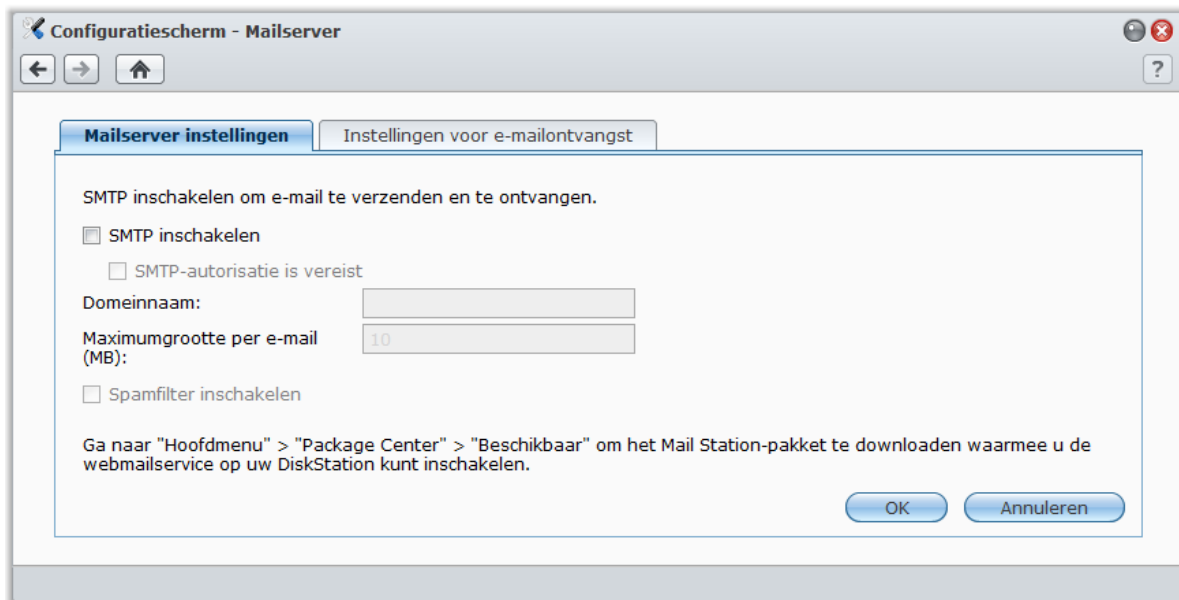 Configuratiescherm - Mailserver
?
Mailserver instellingen
Instellingen voor e-mailontvangst
SMTP inschakelen om e-mail te verzenden en te ontvangen.
SMTP inschakelen
SMTP-autorisatie is vereist
Domeinnaam:
Maximumgrootte per e-mail
(MB):
10
Spamfilter inschakelen
Ga naar "Hoofdmenu" > "Package Center" > "Beschikbaar" om het Mail Station-pakket te downloaden waarmee u de
webmailservice op uw DiskStation kunt inschakelen.
OK
Annuleren